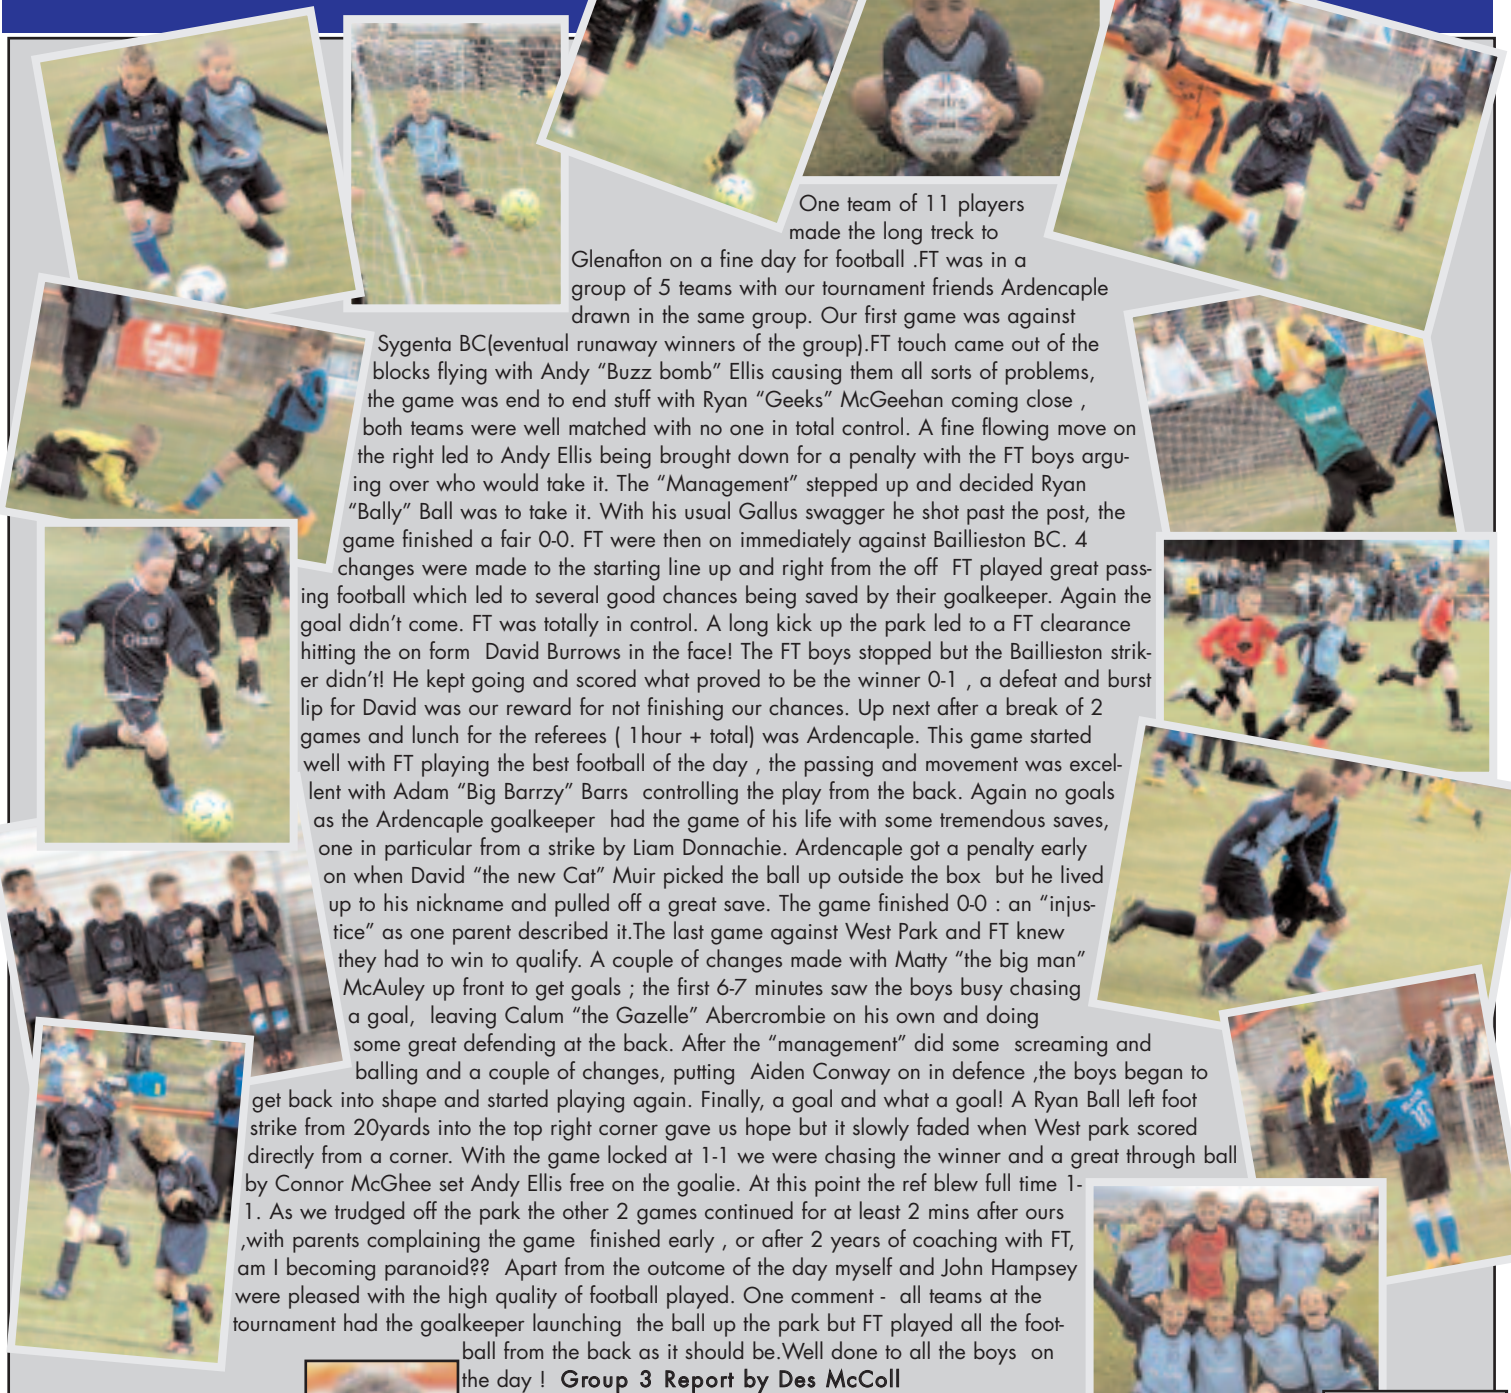 One team of 11 players
made the long treck to
Glenafton on a fine day for football .FT was in a
group of 5 teams with our tournament friends Ardencaple
drawn in the same group. Our first game was against
Sygenta BC(eventual runaway winners of the group).FT touch came out of the
blocks flying with Andy “Buzz bomb” Ellis causing them all sorts of problems,
the game was end to end stuff with Ryan “Geeks” McGeehan coming close ,
both teams were well matched with no one in total control. A fine flowing move on
the right led to Andy Ellis being brought down for a penalty with the FT boys argu-
ing over who would take it. The “Management” stepped up and decided Ryan
“Bally” Ball was to take it. With his usual Gallus swagger he shot past the post, the
game finished a fair 0-0. FT were then on immediately against Baillieston BC. 4
changes were made to the starting line up and right from the off FT played great pass-
ing football which led to several good chances being saved by their goalkeeper. Again the
goal didn’t come. FT was totally in control. A long kick up the park led to a FT clearance
hitting the on form David Burrows in the face! The FT boys stopped but the Baillieston strik-
er didn’t! He kept going and scored what proved to be the winner 0-1 , a defeat and burst
lip for David was our reward for not finishing our chances. Up next after a break of 2
games and lunch for the referees ( 1hour + total) was Ardencaple. This game started
well with FT playing the best football of the day , the passing and movement was excel-
lent with Adam “Big Barrzy” Barrs controlling the play from the back. Again no goals
as the Ardencaple goalkeeper had the game of his life with some tremendous saves,
one in particular from a strike by Liam Donnachie. Ardencaple got a penalty early
on when David “the new Cat” Muir picked the ball up outside the box but he lived
up to his nickname and pulled off a great save. The game finished 0-0 : an “injus-
tice” as one parent described it.The last game against West Park and FT knew
they had to win to qualify. A couple of changes made with Matty “the big man”
McAuley up front to get goals ; the first 6-7 minutes saw the boys busy chasing
a goal, leaving Calum “the Gazelle” Abercrombie on his own and doing
some great defending at the back. After the “management” did some screaming and
balling and a couple of changes, putting Aiden Conway on in defence ,the boys began to
get back into shape and started playing again. Finally, a goal and what a goal! A Ryan Ball left foot
strike from 20yards into the top right corner gave us hope but it slowly faded when West park scored
directly from a corner. With the game locked at 1-1 we were chasing the winner and a great through ball
by Connor McGhee set Andy Ellis free on the goalie. At this point the ref blew full time 1-
1. As we trudged off the park the other 2 games continued for at least 2 mins after ours
,with parents complaining the game finished early , or after 2 years of coaching with FT,
am I becoming paranoid?? Apart from the outcome of the day myself and John Hampsey
were pleased with the high quality of football played. One comment - all teams at the
tournament had the goalkeeper launching the ball up the park but FT played all the foot-
ball from the back as it should be.Well done to all the boys on
the day ! Group 3 Report by Des McColl
mitre